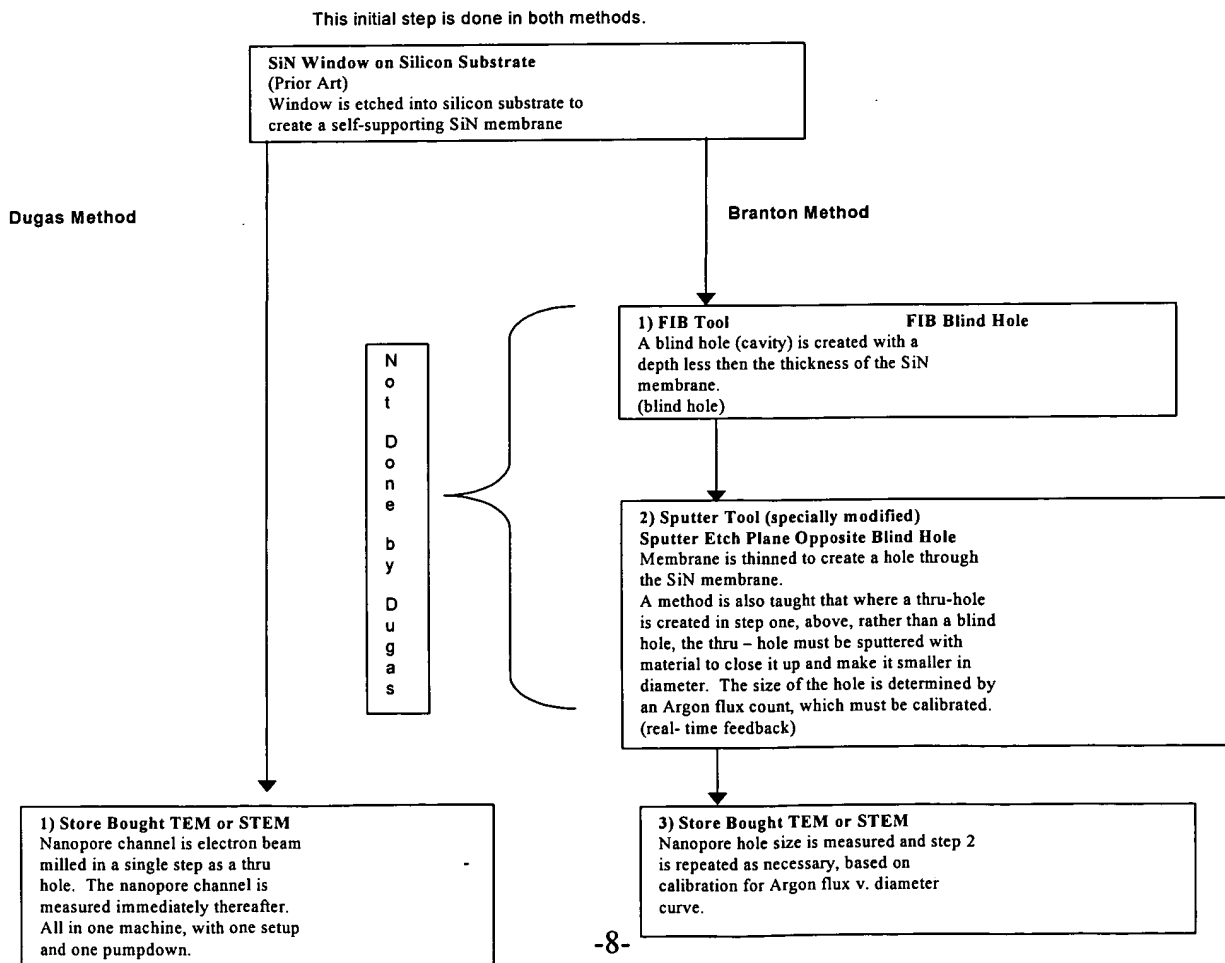 This initial step is done in both methods.
SiN Window on Silicon Substrate
(Prior Art)
Window is etched into silicon substrate to
create a self-supporting SiN membrane
Dugas Method
Branton Method
1) FIB Tool FIB Blind Hole
A blind hole (cavity) is created with a
depth less then the thickness of the SiN
membrane.
(blind hole)
Not Done by Dugas
2) Sputter Tool (specially modified)
Sputter Etch Plane Opposite Blind Hole
Membrane is thinned to create a hole through
the SiN membrane.
A method is also taught that where a thru-hole
is created in step one, above, rather than a blind
hole, the thru – hole must be sputtered with
material to close it up and make it smaller in
diameter. The size of the hole is determined by
an Argon flux count, which must be calibrated.
(real- time feedback)
1) Store Bought TEM or STEM
Nanopore channel is electron beam
milled in a single step as a thru
hole. The nanopore channel is
measured immediately thereafter.
All in one machine, with one setup
and one pumpdown.
3) Store Bought TEM or STEM
Nanopore hole size is measured and step 2
is repeated as necessary, based on
calibration for Argon flux v. diameter
curve.
-8-